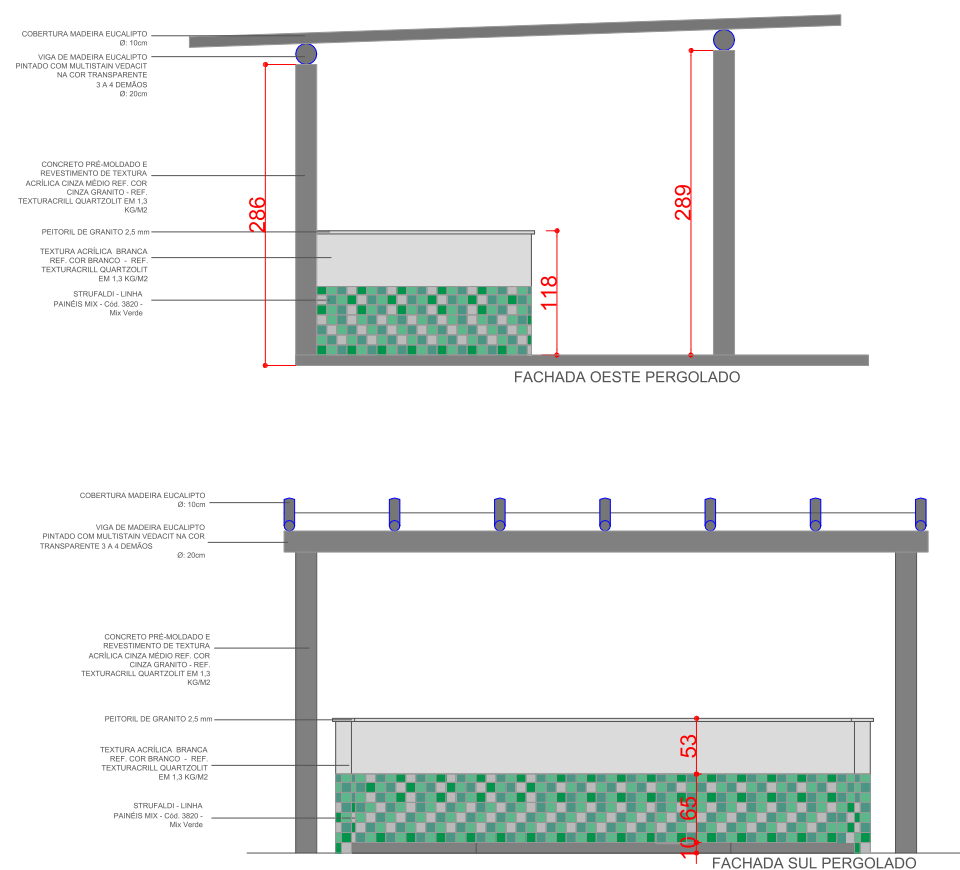 COBERTURA MADEIRA EUCALIPTO
Ø: 10cm
VIGA DE MADEIRA EUCALIPTO
PINTADO COM MULTISTAIN VEDACIT
NA COR TRANSPARENTE
3 A 4 DEMÃOS
Ø: 20cm
CONCRETO PRÉ-MOLDADO E
REVESTIMENTO DE TEXTURA
ACRÍLICA CINZA MÉDIO REF. COR
CINZA GRANITO - REF.
TEXTURACRILL QUARTZOLIT EM 1,3
KG/M2
PEITORIL DE GRANITO 2,5 mm
TEXTURA ACRÍLICA BRANCA
REF. COR BRANCO - REF.
TEXTURACRILL QUARTZOLIT
EM 1,3 KG/M2
STRUFALDI - LINHA
PAINÉIS MIX - Cód. 3820 -
Mix Verde
286
289
118
FACHADA OESTE PERGOLADO
COBERTURA MADEIRA EUCALIPTO
Ø: 10cm
VIGA DE MADEIRA EUCALIPTO
PINTADO COM MULTISTAIN VEDACIT NA COR
TRANSPARENTE 3 A 4 DEMÃOS
Ø: 20cm
CONCRETO PRÉ-MOLDADO E
REVESTIMENTO DE TEXTURA
ACRÍLICA CINZA MÉDIO REF. COR
CINZA GRANITO - REF.
TEXTURACRILL QUARTZOLIT EM 1,3
KG/M2
PEITORIL DE GRANITO 2,5 mm
TEXTURA ACRÍLICA BRANCA
REF. COR BRANCO - REF.
TEXTURACRILL QUARTZOLIT
EM 1,3 KG/M2
STRUFALDI - LINHA
PAINÉIS MIX - Cód. 3820 -
Mix Verde
53
65
10
FACHADA SUL PERGOLADO